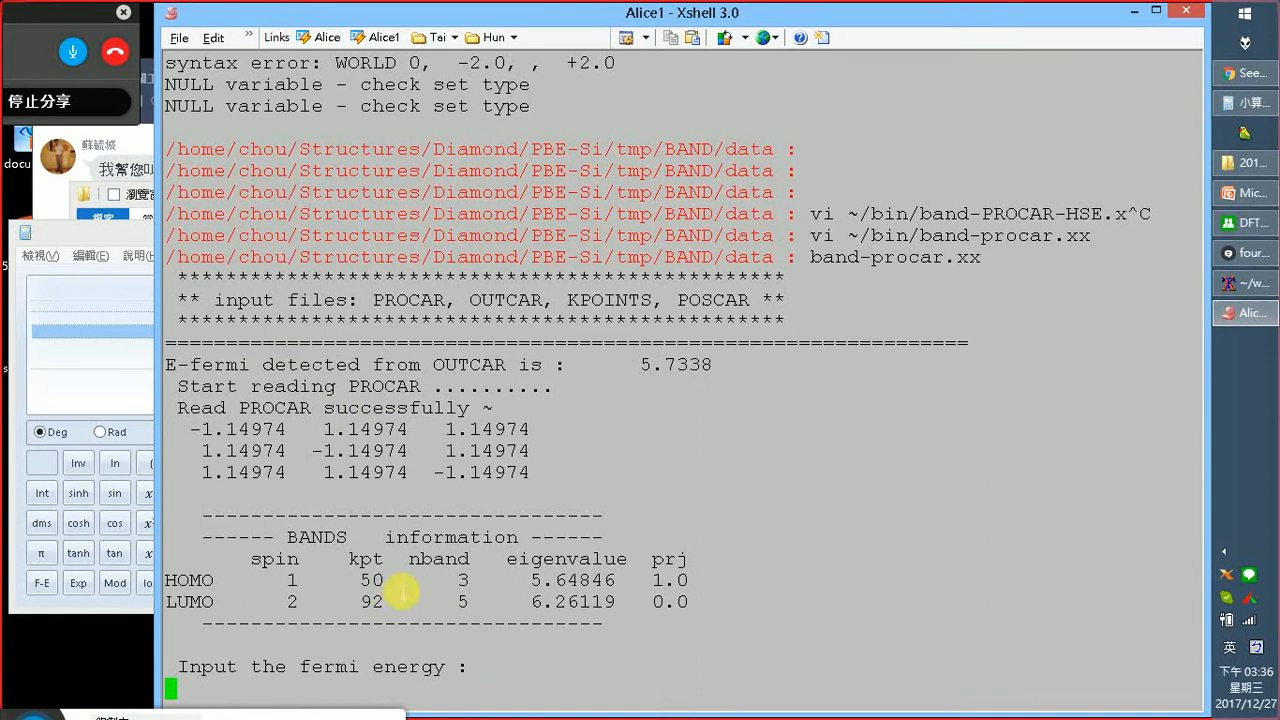 Alice1 - Xshell 3.0
File Edit » Links Alice Alice1 Tai Hun
停止分享
syntax error: WORLD 0,  -2.0, ,  +2.0
NULL variable - check set type
NULL variable - check set type
/home/chou/Structures/Diamond/PBE-Si/tmp/BAND/data :
/home/chou/Structures/Diamond/PBE-Si/tmp/BAND/data :
/home/chou/Structures/Diamond/PBE-Si/tmp/BAND/data :
/home/chou/Structures/Diamond/PBE-Si/tmp/BAND/data : vi ~/bin/band-PROCAR-HSE.x^C
/home/chou/Structures/Diamond/PBE-Si/tmp/BAND/data : vi ~/bin/band-procar.xx
/home/chou/Structures/Diamond/PBE-Si/tmp/BAND/data : band-procar.xx
**************************************************
** input files: PROCAR, OUTCAR, KPOINTS, POSCAR **
**************************************************
==================================================================
E-fermi detected from OUTCAR is :      5.7338
Start reading PROCAR ..........
Read PROCAR successfully ~
-1.14974   1.14974   1.14974
1.14974  -1.14974   1.14974
1.14974   1.14974  -1.14974
---------------------------------
------ BANDS   information ------
spin    kpt  nband   eigenvalue  prj
HOMO      1     50      3     5.64846   1.0
LUMO      2     92      5     6.26119   0.0
---------------------------------
Input the fermi energy :
docu
蘇毓城
我幫您
瀏覽
檢視(V) 編輯(E) 說明(H)
Deg Rad
Inv ln (
Int sinh sin
dms cosh cos
π tanh tan
F-E Exp Mod
See...
小算...
201...
Mic...
DFT...
four...
~/w...
Alic...
英
下午 03:36
星期三
2017/12/27